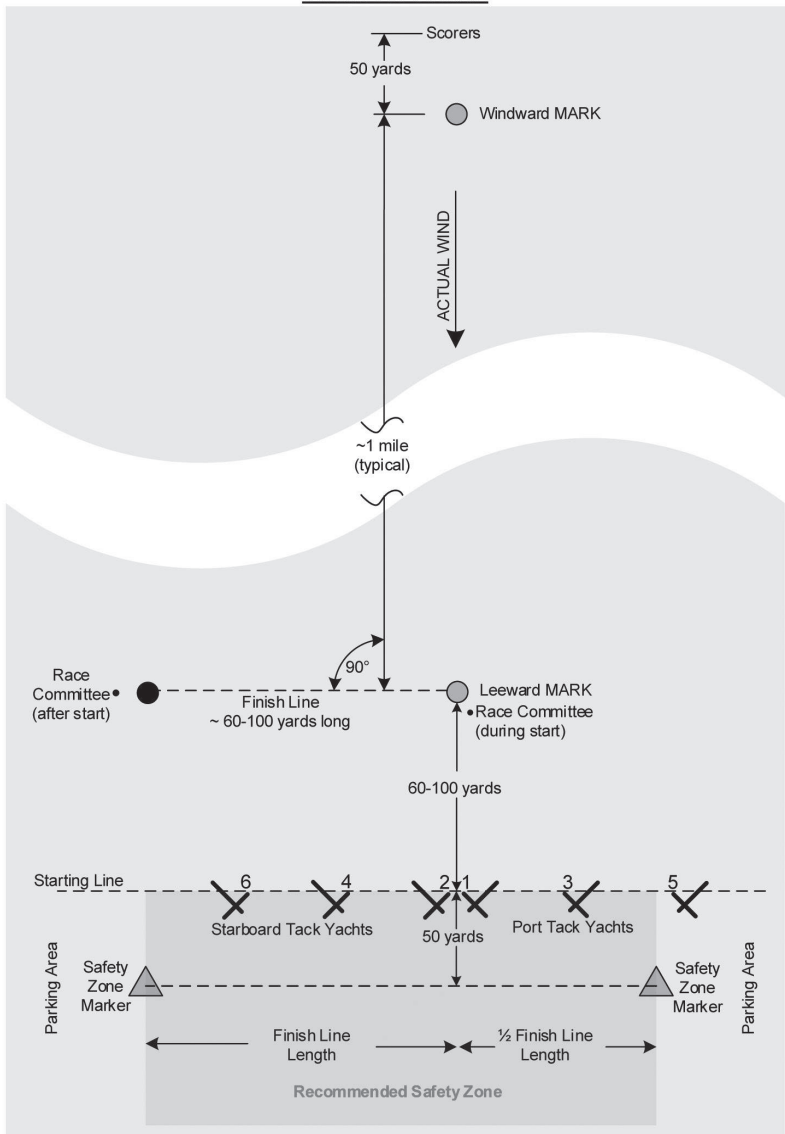 Scorers
50 yards
Windward MARK
ACTUAL WIND
~1 mile
(typical)
90°
Race
Committee
(after start)
Finish Line
~ 60-100 yards long
Leeward MARK
Race Committee
(during start)
60-100 yards
Starting Line
6
4
2
1
3
5
Starboard Tack Yachts
50 yards
Port Tack Yachts
Parking Area
Safety
Zone
Marker
Safety
Zone
Marker
Parking Area
Finish Line
Length
½ Finish Line
Length
Recommended Safety Zone